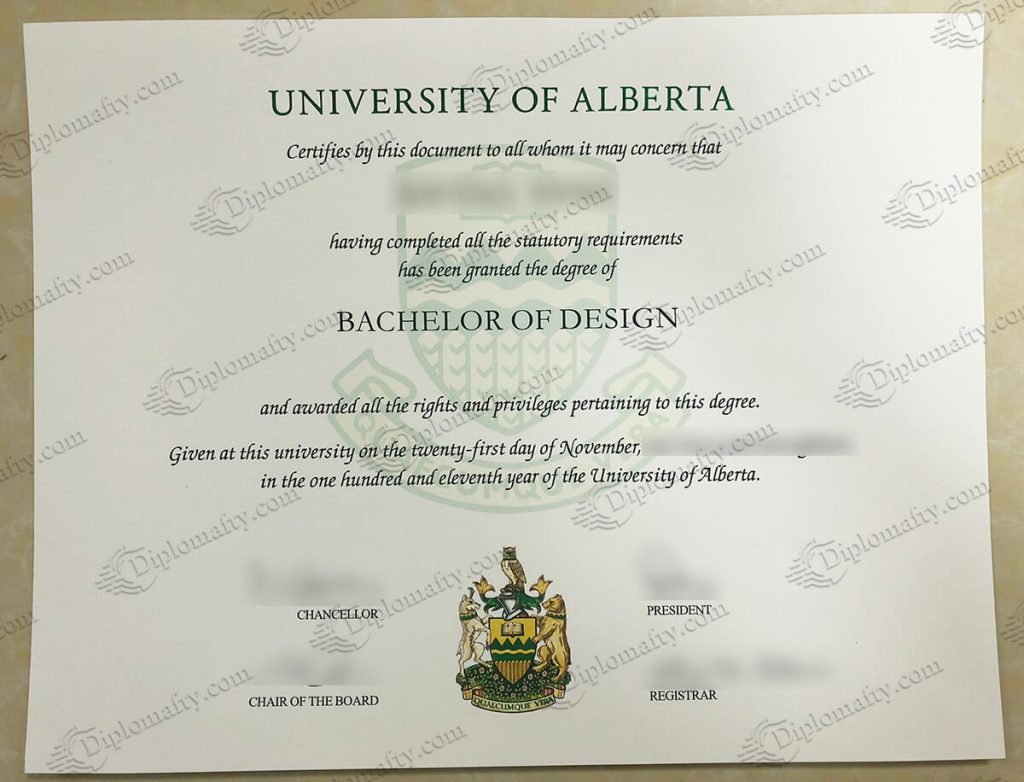 UNIVERSITY OF ALBERTA
Certifies by this document to all whom it may concern that
having completed all the statutory requirements
has been granted the degree of
BACHELOR OF DESIGN
and awarded all the rights and privileges pertaining to this degree.
Given at this university on the twenty-first day of November,
in the one hundred and eleventh year of the University of Alberta.
CHANCELLOR
PRESIDENT
CHAIR OF THE BOARD
REGISTRAR
QUAECUMQUE VERA
Diplomafty.com